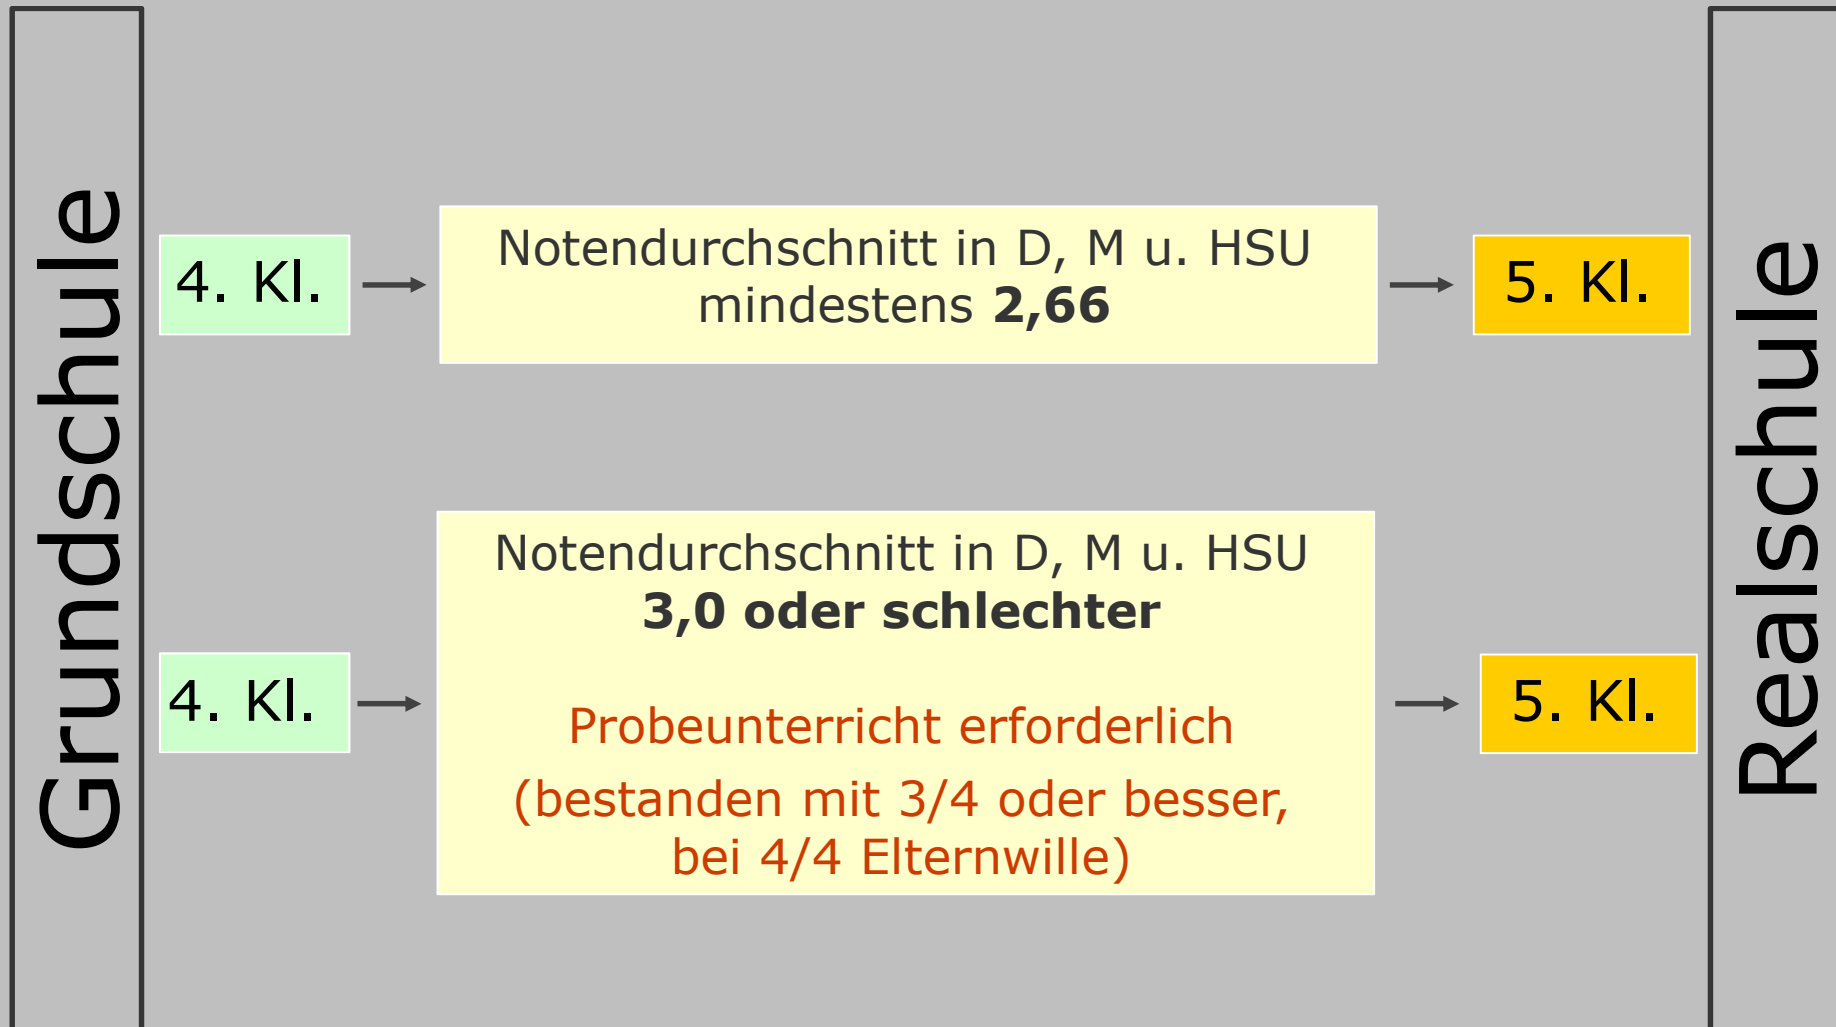 Grundschule
4. Kl.
Notendurchschnitt in D, M u. HSU
mindestens 2,66
5. Kl.
4. Kl.
Notendurchschnitt in D, M u. HSU
3,0 oder schlechter
Probeunterricht erforderlich
(bestanden mit 3/4 oder besser,
bei 4/4 Elternwille)
5. Kl.
Realschule